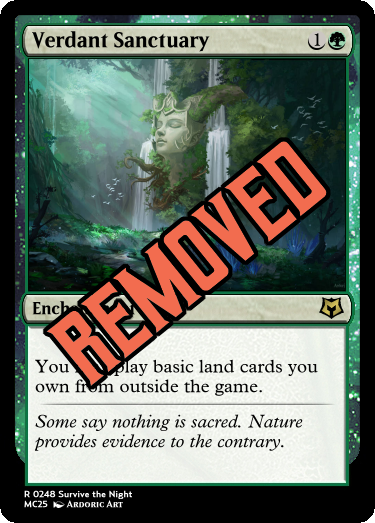 Verdant Sanctuary 1
REMOVED
You play basic land cards you
own from outside the game.
Some say nothing is sacred. Nature
provides evidence to the contrary.
R 0248 Survive the Night
MC25 Ardoric Art